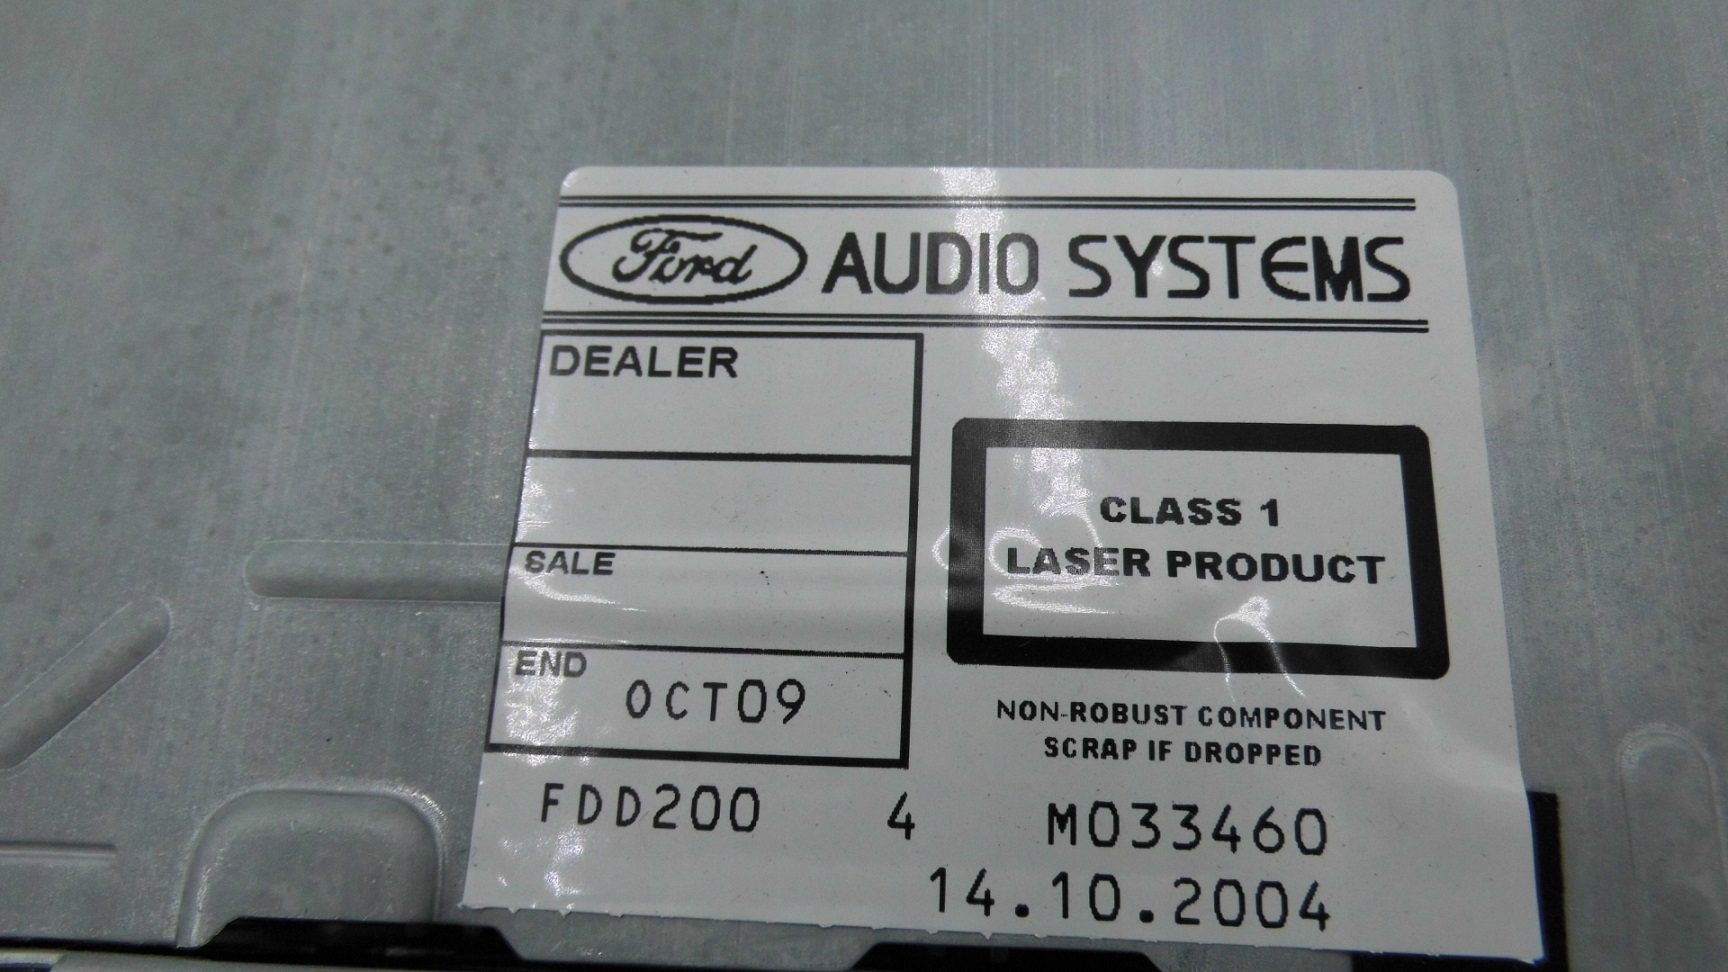 Ford AUDIO SYSTEMS
DEALER
SALE
END
OCT09
CLASS 1
LASER PRODUCT
NON-ROBUST COMPONENT
SCRAP IF DROPPED
FDD200 4 M033460
14.10.2004